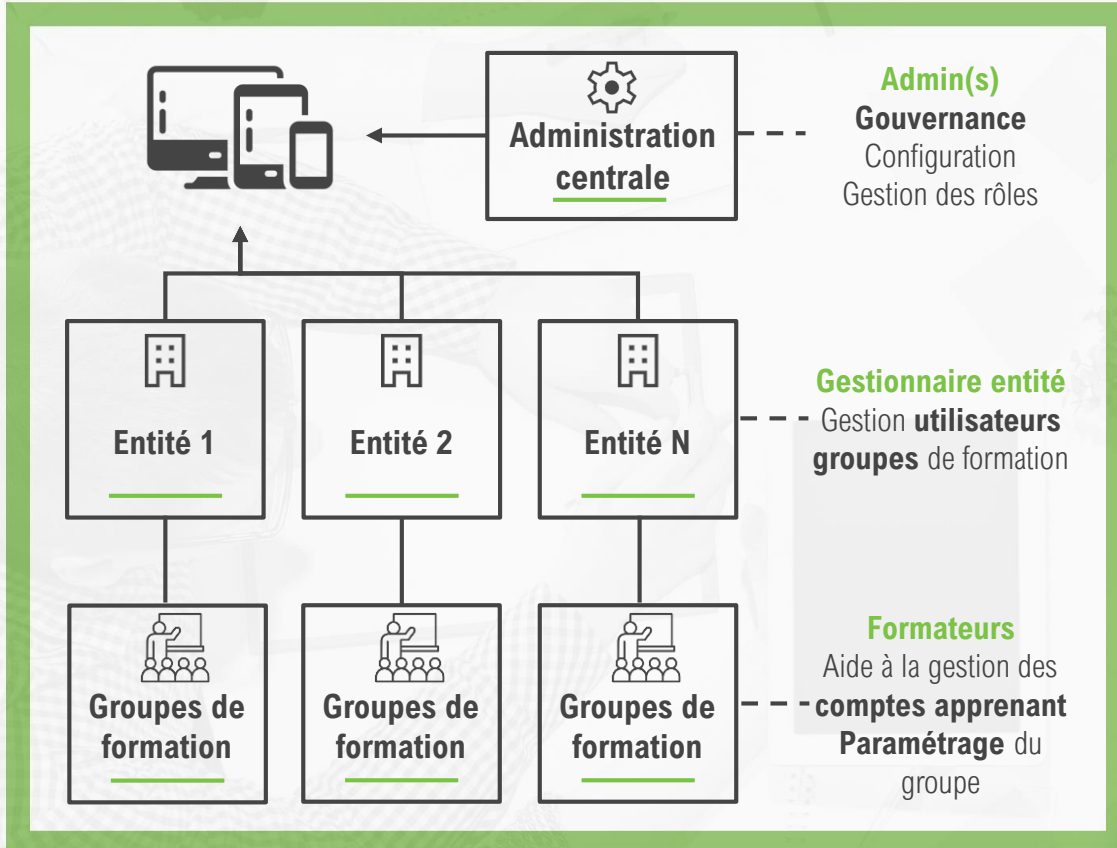 Administration
centrale
Admin(s)
Gouvernance
Configuration
Gestion des rôles
Entité 1
Entité 2
Entité N
Gestionnaire entité
Gestion utilisateurs
groupes de formation
Groupes de
formation
Groupes de
formation
Groupes de
formation
Formateurs
Aide à la gestion des
comptes apprenant
Paramétrage du
groupe